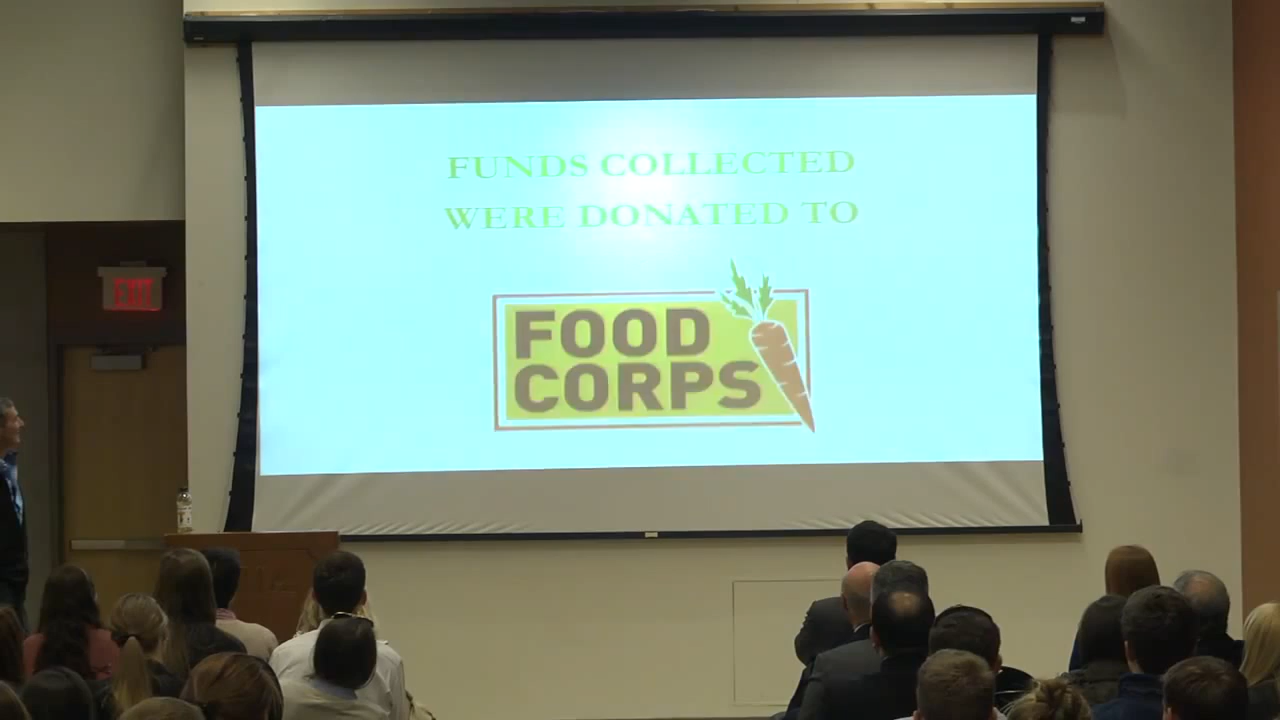 FUNDS COLLECTED
WERE DONATED TO
FOOD
CORPS
EXIT